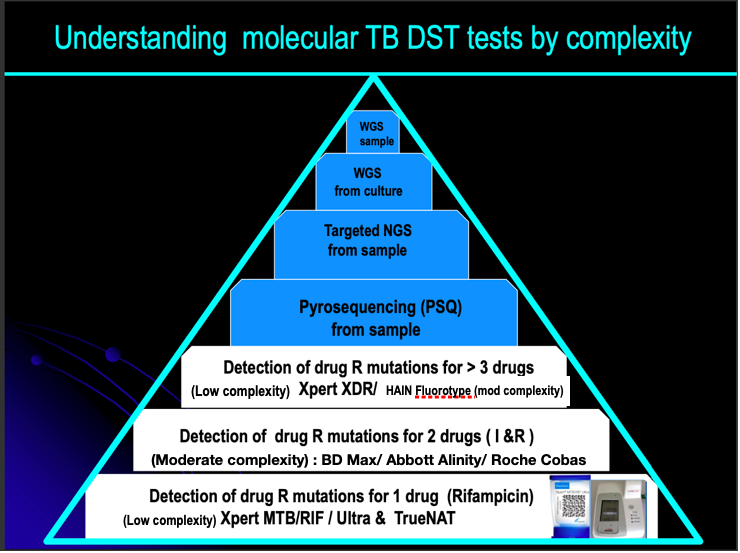 Understanding molecular TB DST tests by complexity
WGS
sample
WGS
from culture
Targeted NGS
from sample
Pyrosequencing (PSQ)
from sample
Detection of drug R mutations for > 3 drugs
(Low complexity) Xpert XDR/ HAIN Fluorotype (mod complexity)
Detection of drug R mutations for 2 drugs ( I &R )
(Moderate complexity) : BD Max/ Abbott Alinity/ Roche Cobas
Detection of drug R mutations for 1 drug (Rifampicin)
(Low complexity) Xpert MTB/RIF / Ultra & TrueNAT